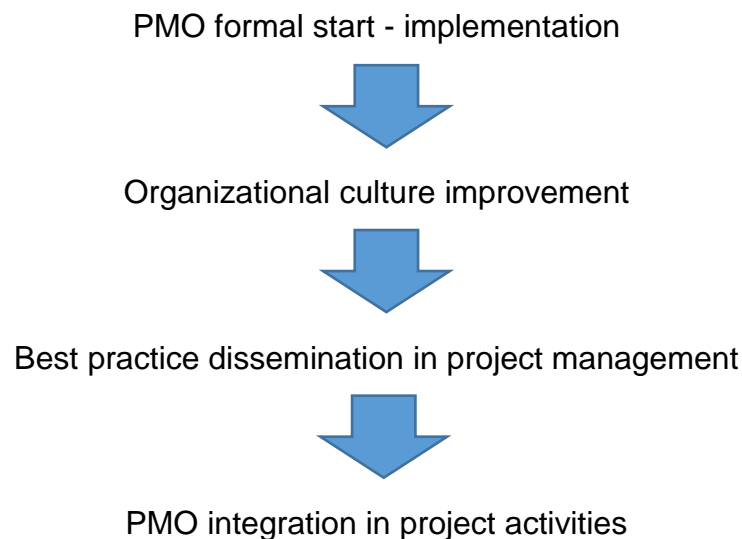 PMO formal start - implementation
Organizational culture improvement
Best practice dissemination in project management
PMO integration in project activities